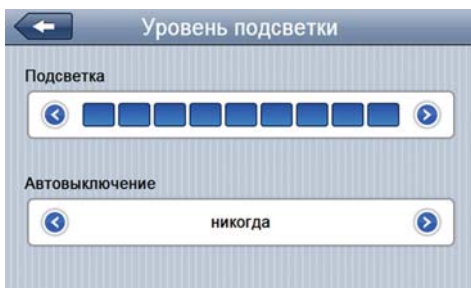 Уровень подсветки
Подсветка
Автовыключение
никогда